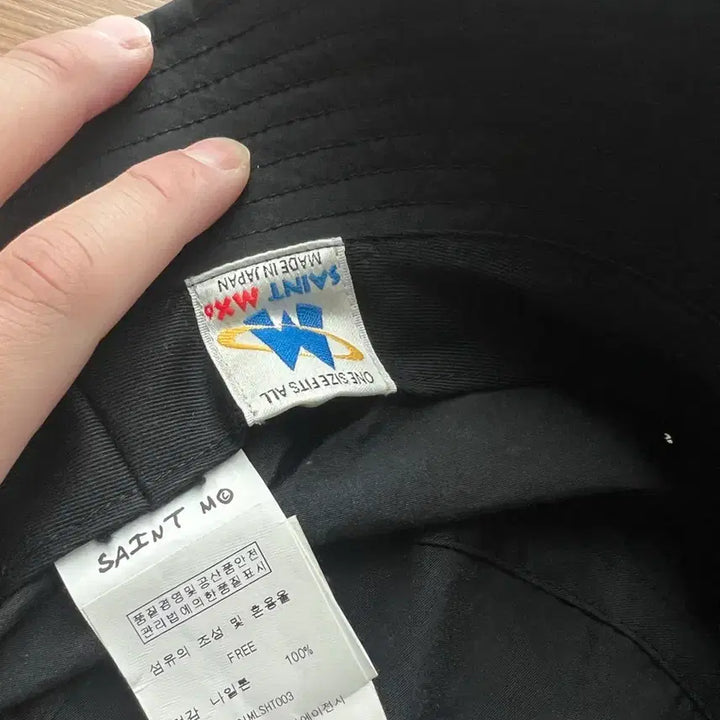 MADE IN JAPAN
SAINT MX6
ONE SIZE FITS ALL
SAINT M©
품질경영및공산품안전
관리법에의한품질표시
섬유의 조성 및 혼용율
FREE
나일론 100%
MLSHT003